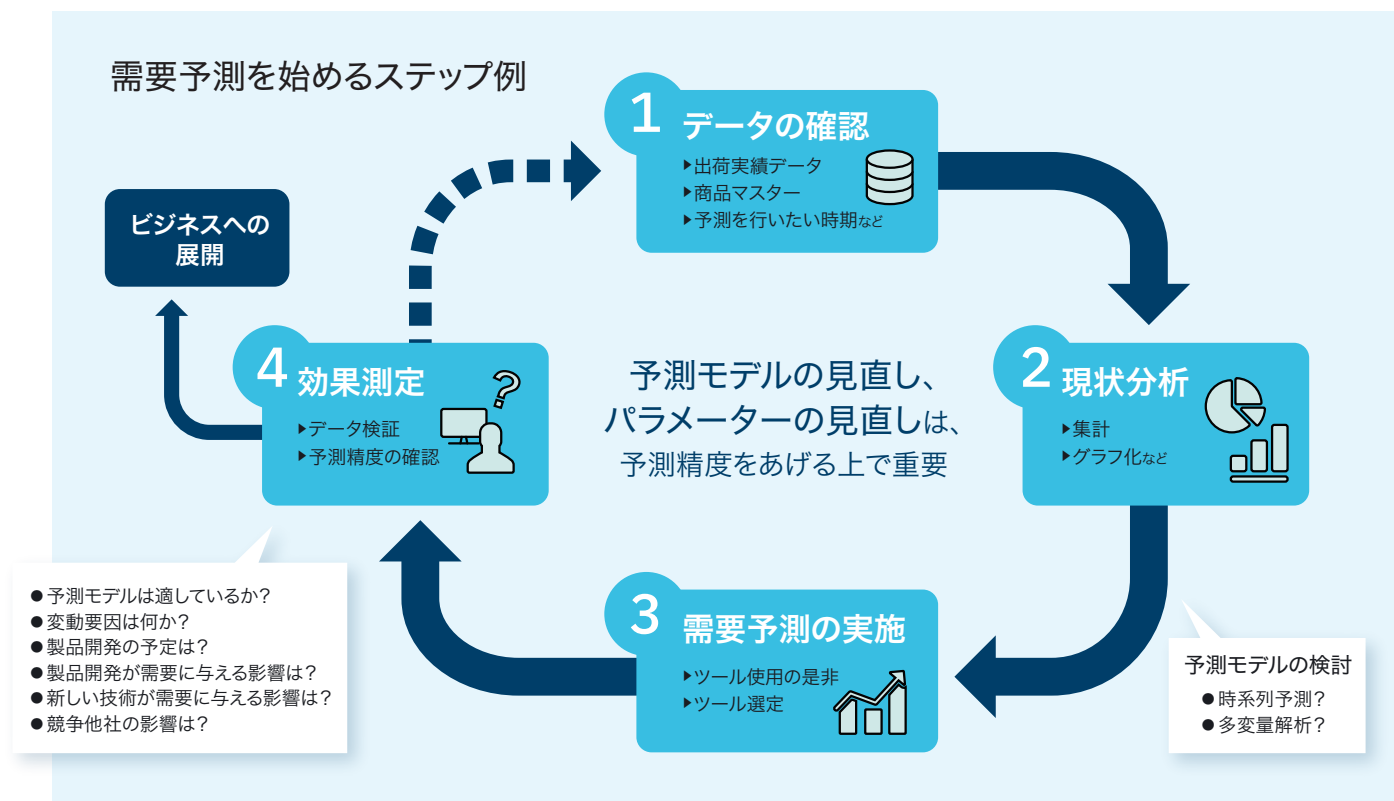 需要予測を始めるステップ例
1
データの確認
▶出荷実績データ
▶商品マスター
▶予測を行いたい時期など
ビジネスへの
展開
4
効果測定
▶データ検証
▶予測精度の確認
?
予測モデルの見直し、
パラメーターの見直しは、
予測精度をあげる上で重要
2
現状分析
▶集計
▶グラフ化など
3
需要予測の実施
▶ツール使用の是非
▶ツール選定
●予測モデルは適しているか?
●変動要因は何か?
●製品開発の予定は?
●製品開発が需要に与える影響は?
●新しい技術が需要に与える影響は?
●競争他社の影響は?
予測モデルの検討
●時系列予測?
●多変量解析?